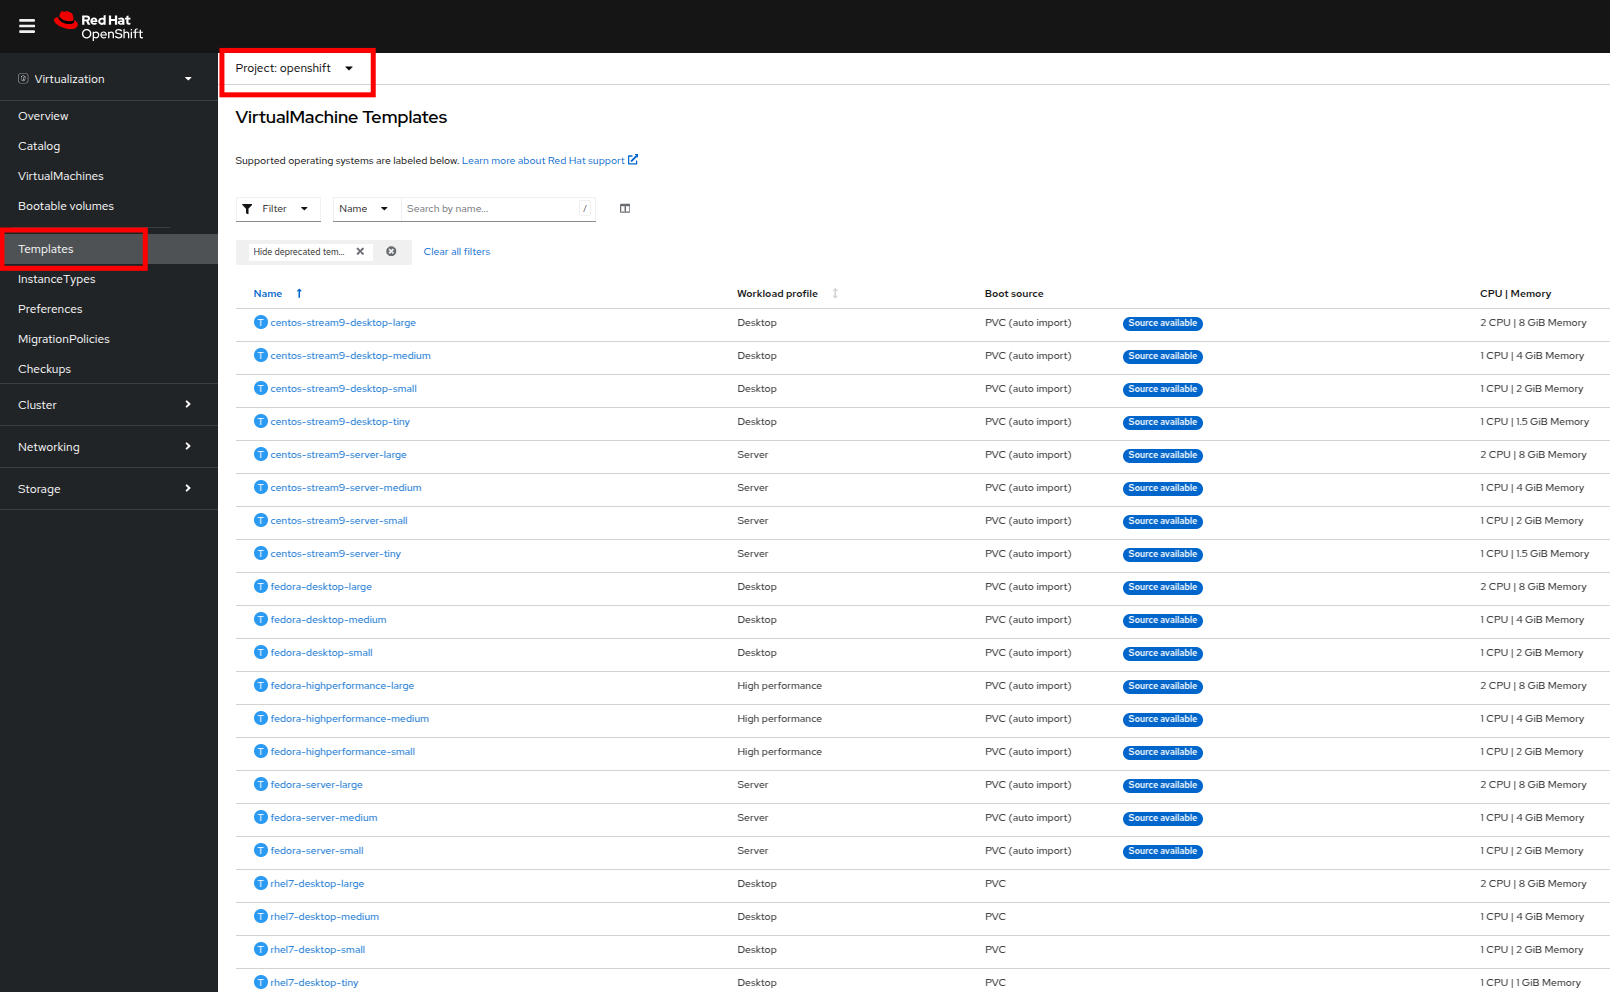 Red Hat
OpenShift
Virtualization
Overview
Catalog
VirtualMachines
Bootable volumes
Templates
InstanceTypes
Preferences
MigrationPolicies
Checkups
Cluster
Networking
Storage
Project: openshift
VirtualMachine Templates
Supported operating systems are labeled below. Learn more about Red Hat support
Filter Name Search by name... /
Hide deprecated tem... Clear all filters
Name Workload profile Boot source CPU | Memory
T centos-stream9-desktop-large Desktop PVC (auto import) Source available 2 CPU | 8 GiB Memory
T centos-stream9-desktop-medium Desktop PVC (auto import) Source available 1 CPU | 4 GiB Memory
T centos-stream9-desktop-small Desktop PVC (auto import) Source available 1 CPU | 2 GiB Memory
T centos-stream9-desktop-tiny Desktop PVC (auto import) Source available 1 CPU | 1.5 GiB Memory
T centos-stream9-server-large Server PVC (auto import) Source available 2 CPU | 8 GiB Memory
T centos-stream9-server-medium Server PVC (auto import) Source available 1 CPU | 4 GiB Memory
T centos-stream9-server-small Server PVC (auto import) Source available 1 CPU | 2 GiB Memory
T centos-stream9-server-tiny Server PVC (auto import) Source available 1 CPU | 1.5 GiB Memory
T fedora-desktop-large Desktop PVC (auto import) Source available 2 CPU | 8 GiB Memory
T fedora-desktop-medium Desktop PVC (auto import) Source available 1 CPU | 4 GiB Memory
T fedora-desktop-small Desktop PVC (auto import) Source available 1 CPU | 2 GiB Memory
T fedora-highperformance-large High performance PVC (auto import) Source available 2 CPU | 8 GiB Memory
T fedora-highperformance-medium High performance PVC (auto import) Source available 1 CPU | 4 GiB Memory
T fedora-highperformance-small High performance PVC (auto import) Source available 1 CPU | 2 GiB Memory
T fedora-server-large Server PVC (auto import) Source available 2 CPU | 8 GiB Memory
T fedora-server-medium Server PVC (auto import) Source available 1 CPU | 4 GiB Memory
T fedora-server-small Server PVC (auto import) Source available 1 CPU | 2 GiB Memory
T rhel7-desktop-large Desktop PVC 2 CPU | 8 GiB Memory
T rhel7-desktop-medium Desktop PVC 1 CPU | 4 GiB Memory
T rhel7-desktop-small Desktop PVC 1 CPU | 2 GiB Memory
T rhel7-desktop-tiny Desktop PVC 1 CPU | 1 GiB Memory